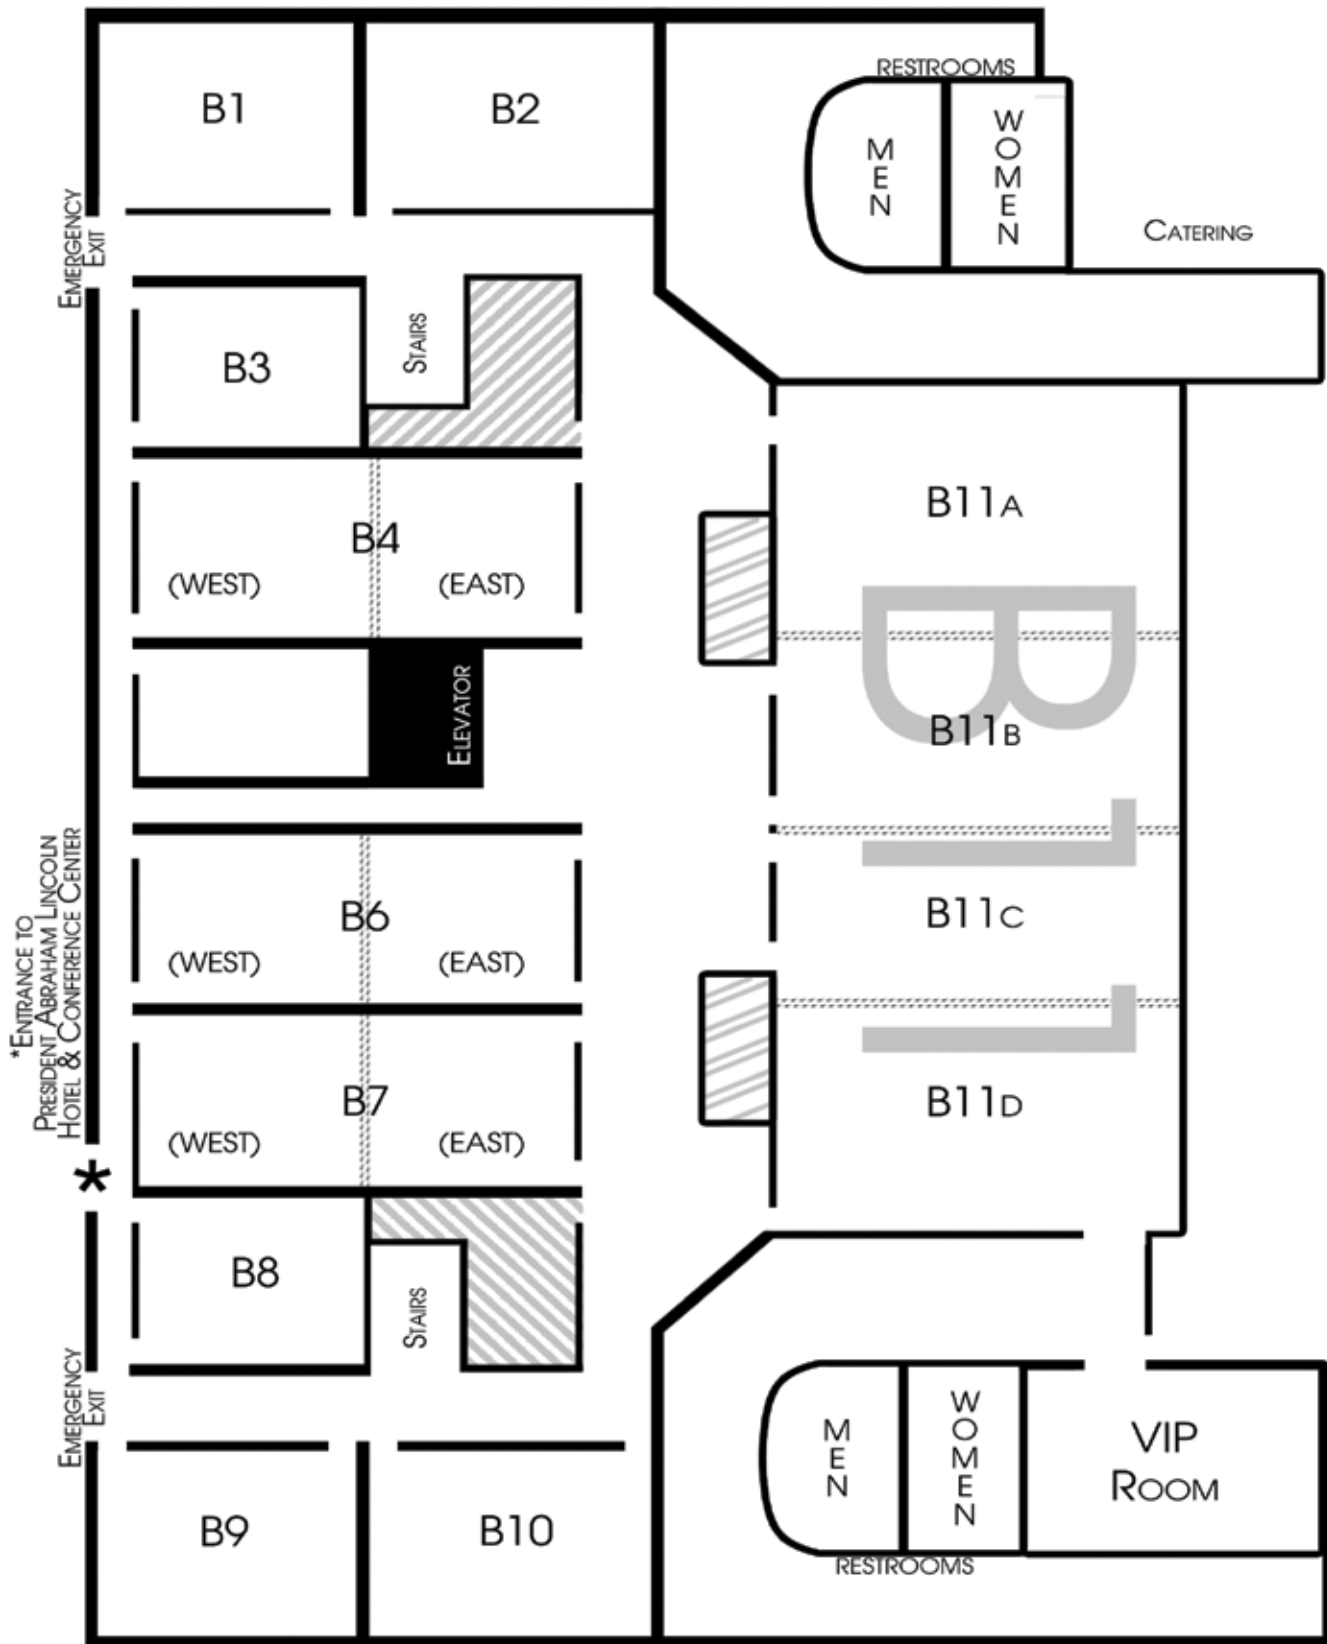 B1
B2
RESTROOMS
MEN
WOMEN
CATERING
EMERGENCY
EXIT
B3
STAIRS
B4
(WEST)
(EAST)
B11A
B11
B11B
ELEVATOR
*ENTRANCE TO
PRESIDENT ABRAHAM LINCOLN
HOTEL & CONFERENCE CENTER
B6
(WEST)
(EAST)
B11C
B7
(WEST)
(EAST)
B11D
*
B8
STAIRS
EMERGENCY
EXIT
MEN
WOMEN
VIP
ROOM
B9
B10
RESTROOMS